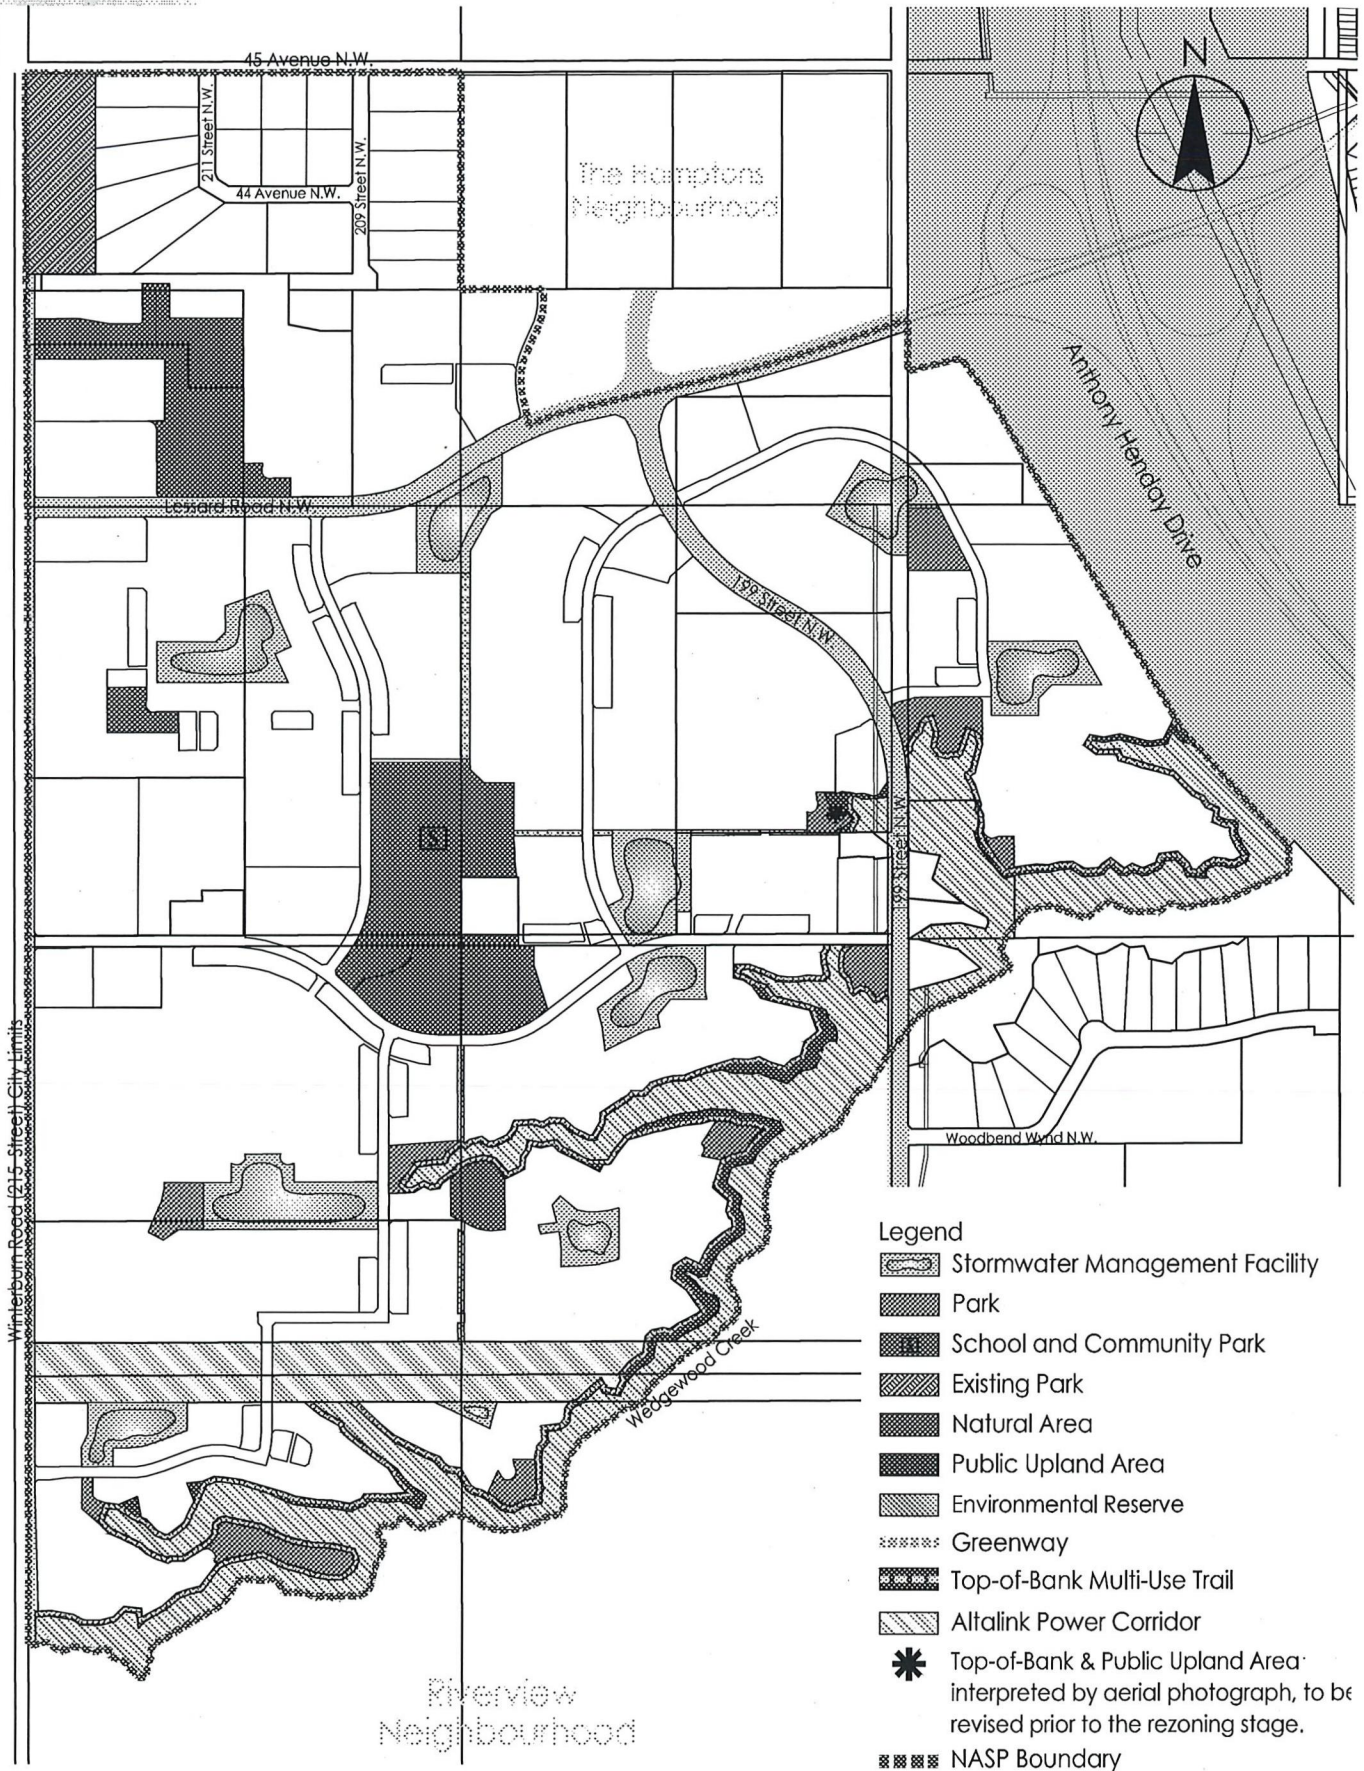 45 Avenue N.W.
N
211 Street N.W.
44 Avenue N.W.
209 Street N.W.
The Hamptons
Neighbourhood
Anthony Henday Drive
Lessard Road N.W.
199 Street N.W.
199 Street N.W.
Winterburn Road (215 Street) City Limits
Woodbend Wynd N.W.
Wedgewood Creek
Riverview
Neighbourhood
Legend
Stormwater Management Facility
Park
School and Community Park
Existing Park
Natural Area
Public Upland Area
Environmental Reserve
Greenway
Top-of-Bank Multi-Use Trail
Altalink Power Corridor
Top-of-Bank & Public Upland Area
interpreted by aerial photograph, to be
revised prior to the rezoning stage.
NASP Boundary